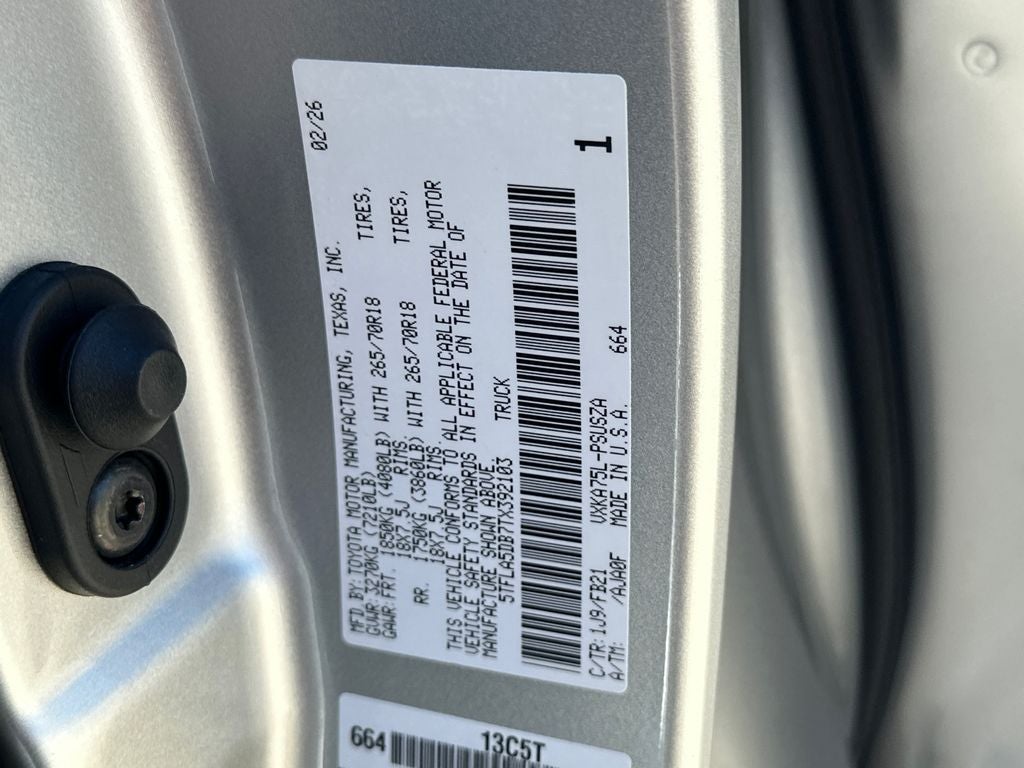 MFD.BY:TOYOTA MOTOR MANUFACTURING, TEXAS, INC. 02/26
GVWR:3270KG (7210LB)
GAWR:FRT. 1850KG (4080LB) WITH 265/70R18 TIRES,
18X7.5J RIMS.
RR. 1750KG (3860LB) WITH 265/70R18 TIRES,
18X7.5J RIMS.
THIS VEHICLE CONFORMS TO ALL APPLICABLE FEDERAL MOTOR
VEHICLE SAFETY STANDARDS IN EFFECT ON THE DATE OF
MANUFACTURE SHOWN ABOVE.
5TFLA5DB7TX392103 TRUCK
1
C/TR:1J9/FB21 VXKA75L-PSUSZA 664
A/TM: /AJA0F MADE IN U.S.A.
664 13C5T